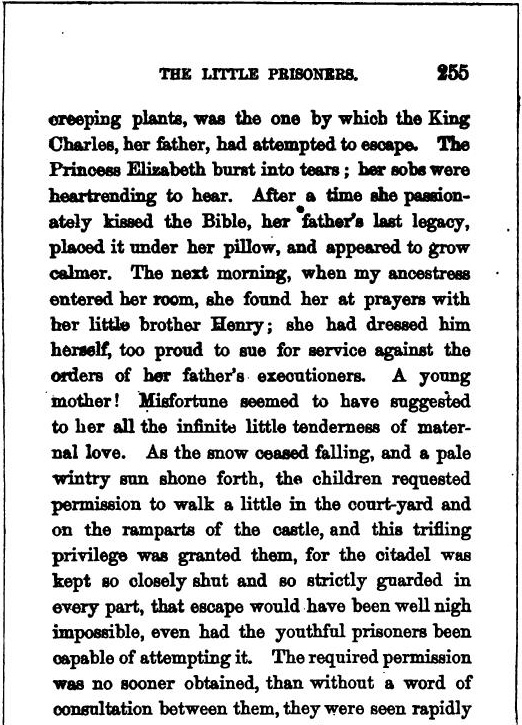 THE LITTLE PRISONERS. 255
creeping plants, was the one by which the King
Charles, her father, had attempted to escape. The
Princess Elizabeth burst into tears; her sobs were
heartrending to hear. After a time she passion-
ately kissed the Bible, her father's last legacy,
placed it under her pillow, and appeared to grow
calmer. The next morning, when my ancestress
entered her room, she found her at prayers with
her little brother Henry; she had dressed him
herself, too proud to sue for service against the
orders of her father's executioners. A young
mother! Misfortune seemed to have suggested
to her all the infinite little tenderness of mater-
nal love. As the snow ceased falling, and a pale
wintry sun shone forth, the children requested
permission to walk a little in the court-yard and
on the ramparts of the castle, and this trifling
privilege was granted them, for the citadel was
kept so closely shut and so strictly guarded in
every part, that escape would have been well nigh
impossible, even had the youthful prisoners been
capable of attempting it. The required permission
was no sooner obtained, than without a word of
consultation between them, they were seen rapidly